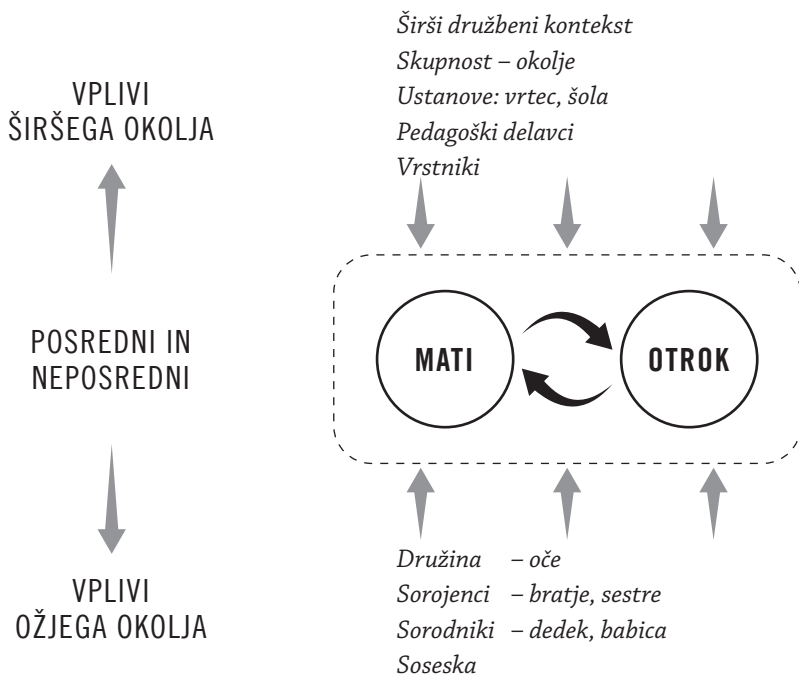 Širši družbeni kontekst
Skupnost – okolje
Ustanove: vrtec, šola
Pedagoški delavci
Vrstniki
VPLIVI
ŠIRŠEGA OKOLJA
POSREDNI IN
NEPOSREDNI
MATI
OTROK
VPLIVI
OŽJEGA OKOLJA
Družina – oče
Sorojenci – bratje, sestre
Sorodniki – dedek, babica
Soseska